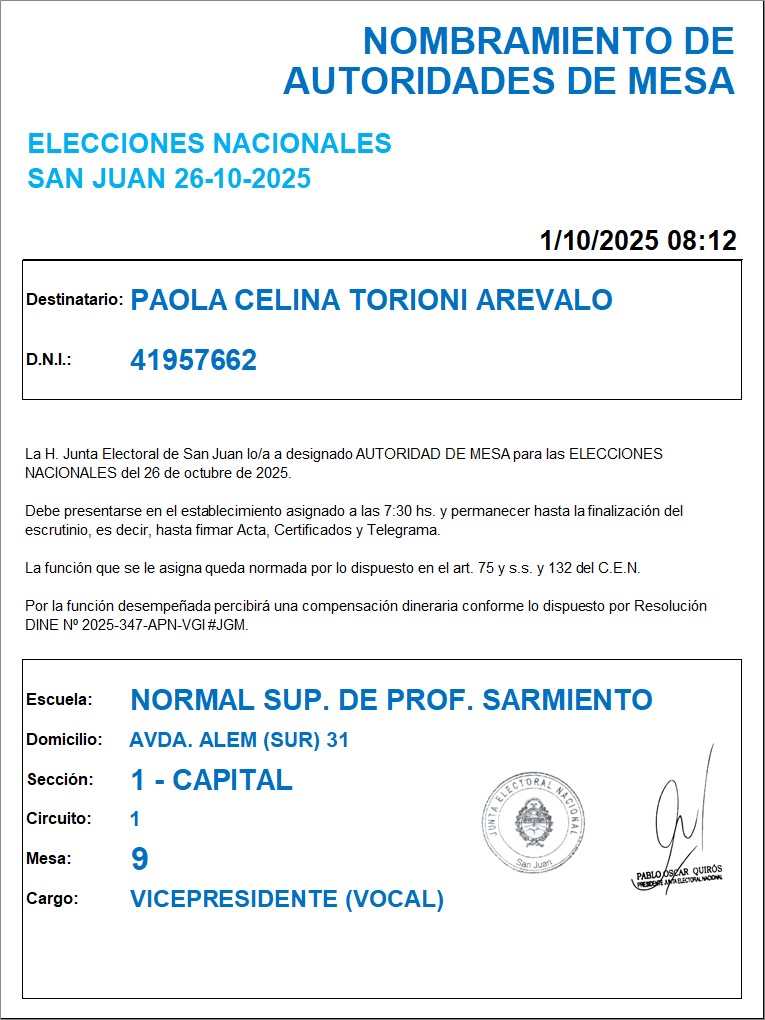 NOMBRAMIENTO DE
AUTORIDADES DE MESA
ELECCIONES NACIONALES
SAN JUAN 26-10-2025
1/10/2025 08:12
Destinatario: PAOLA CELINA TORIONI AREVALO
D.N.I.: 41957662
La H. Junta Electoral de San Juan lo/a a designado AUTORIDAD DE MESA para las ELECCIONES
NACIONALES del 26 de octubre de 2025.
Debe presentarse en el establecimiento asignado a las 7:30 hs. y permanecer hasta la finalización del
escrutinio, es decir, hasta firmar Acta, Certificados y Telegrama.
La función que se le asigna queda normada por lo dispuesto en el art. 75 y s.s. y 132 del C.E.N.
Por la función desempeñada percibirá una compensación dineraria conforme lo dispuesto por Resolución
DINE Nº 2025-347-APN-VGI#JGM.
Escuela: NORMAL SUP. DE PROF. SARMIENTO
Domicilio: AVDA. ALEM (SUR) 31
Sección: 1 - CAPITAL
Circuito: 1
Mesa: 9
Cargo: VICEPRESIDENTE (VOCAL)
JUNTA ELECTORAL NACIONAL
San Juan
PABLO OSCAR QUIRÓS
PRESIDENTE JUNTA ELECTORAL NACIONAL